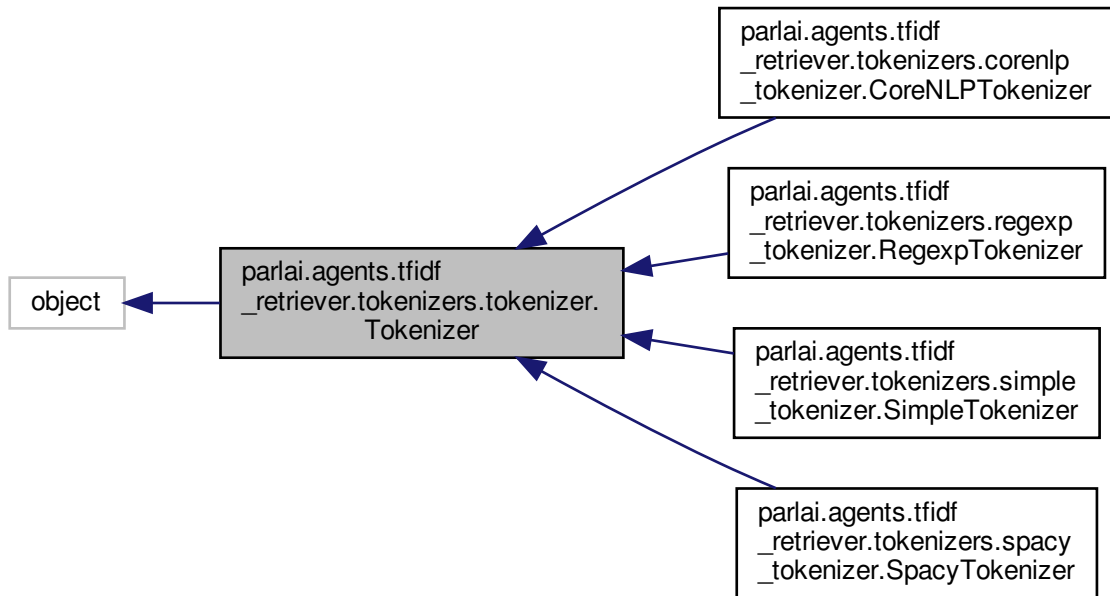 object
parlai.agents.tfidf
_retriever.tokenizers.tokenizer.
Tokenizer
parlai.agents.tfidf
_retriever.tokenizers.corenlp
_tokenizer.CoreNLPTokenizer
parlai.agents.tfidf
_retriever.tokenizers.regexp
_tokenizer.RegexpTokenizer
parlai.agents.tfidf
_retriever.tokenizers.simple
_tokenizer.SimpleTokenizer
parlai.agents.tfidf
_retriever.tokenizers.spacy
_tokenizer.SpacyTokenizer